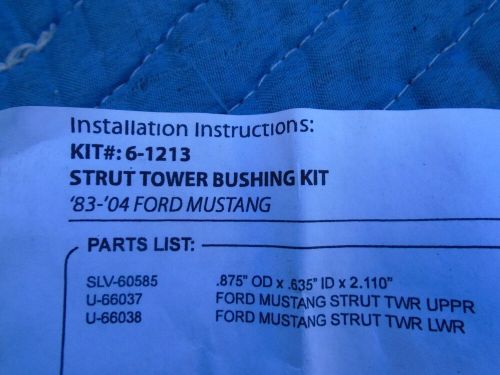 Installation Instructions:
KIT#: 6-1213
STRUT TOWER BUSHING KIT
'83-'04 FORD MUSTANG
PARTS LIST:
SLV-60585 .875" OD x .635" ID x 2.110"
U-66037 FORD MUSTANG STRUT TWR UPPR
U-66038 FORD MUSTANG STRUT TWR LWR